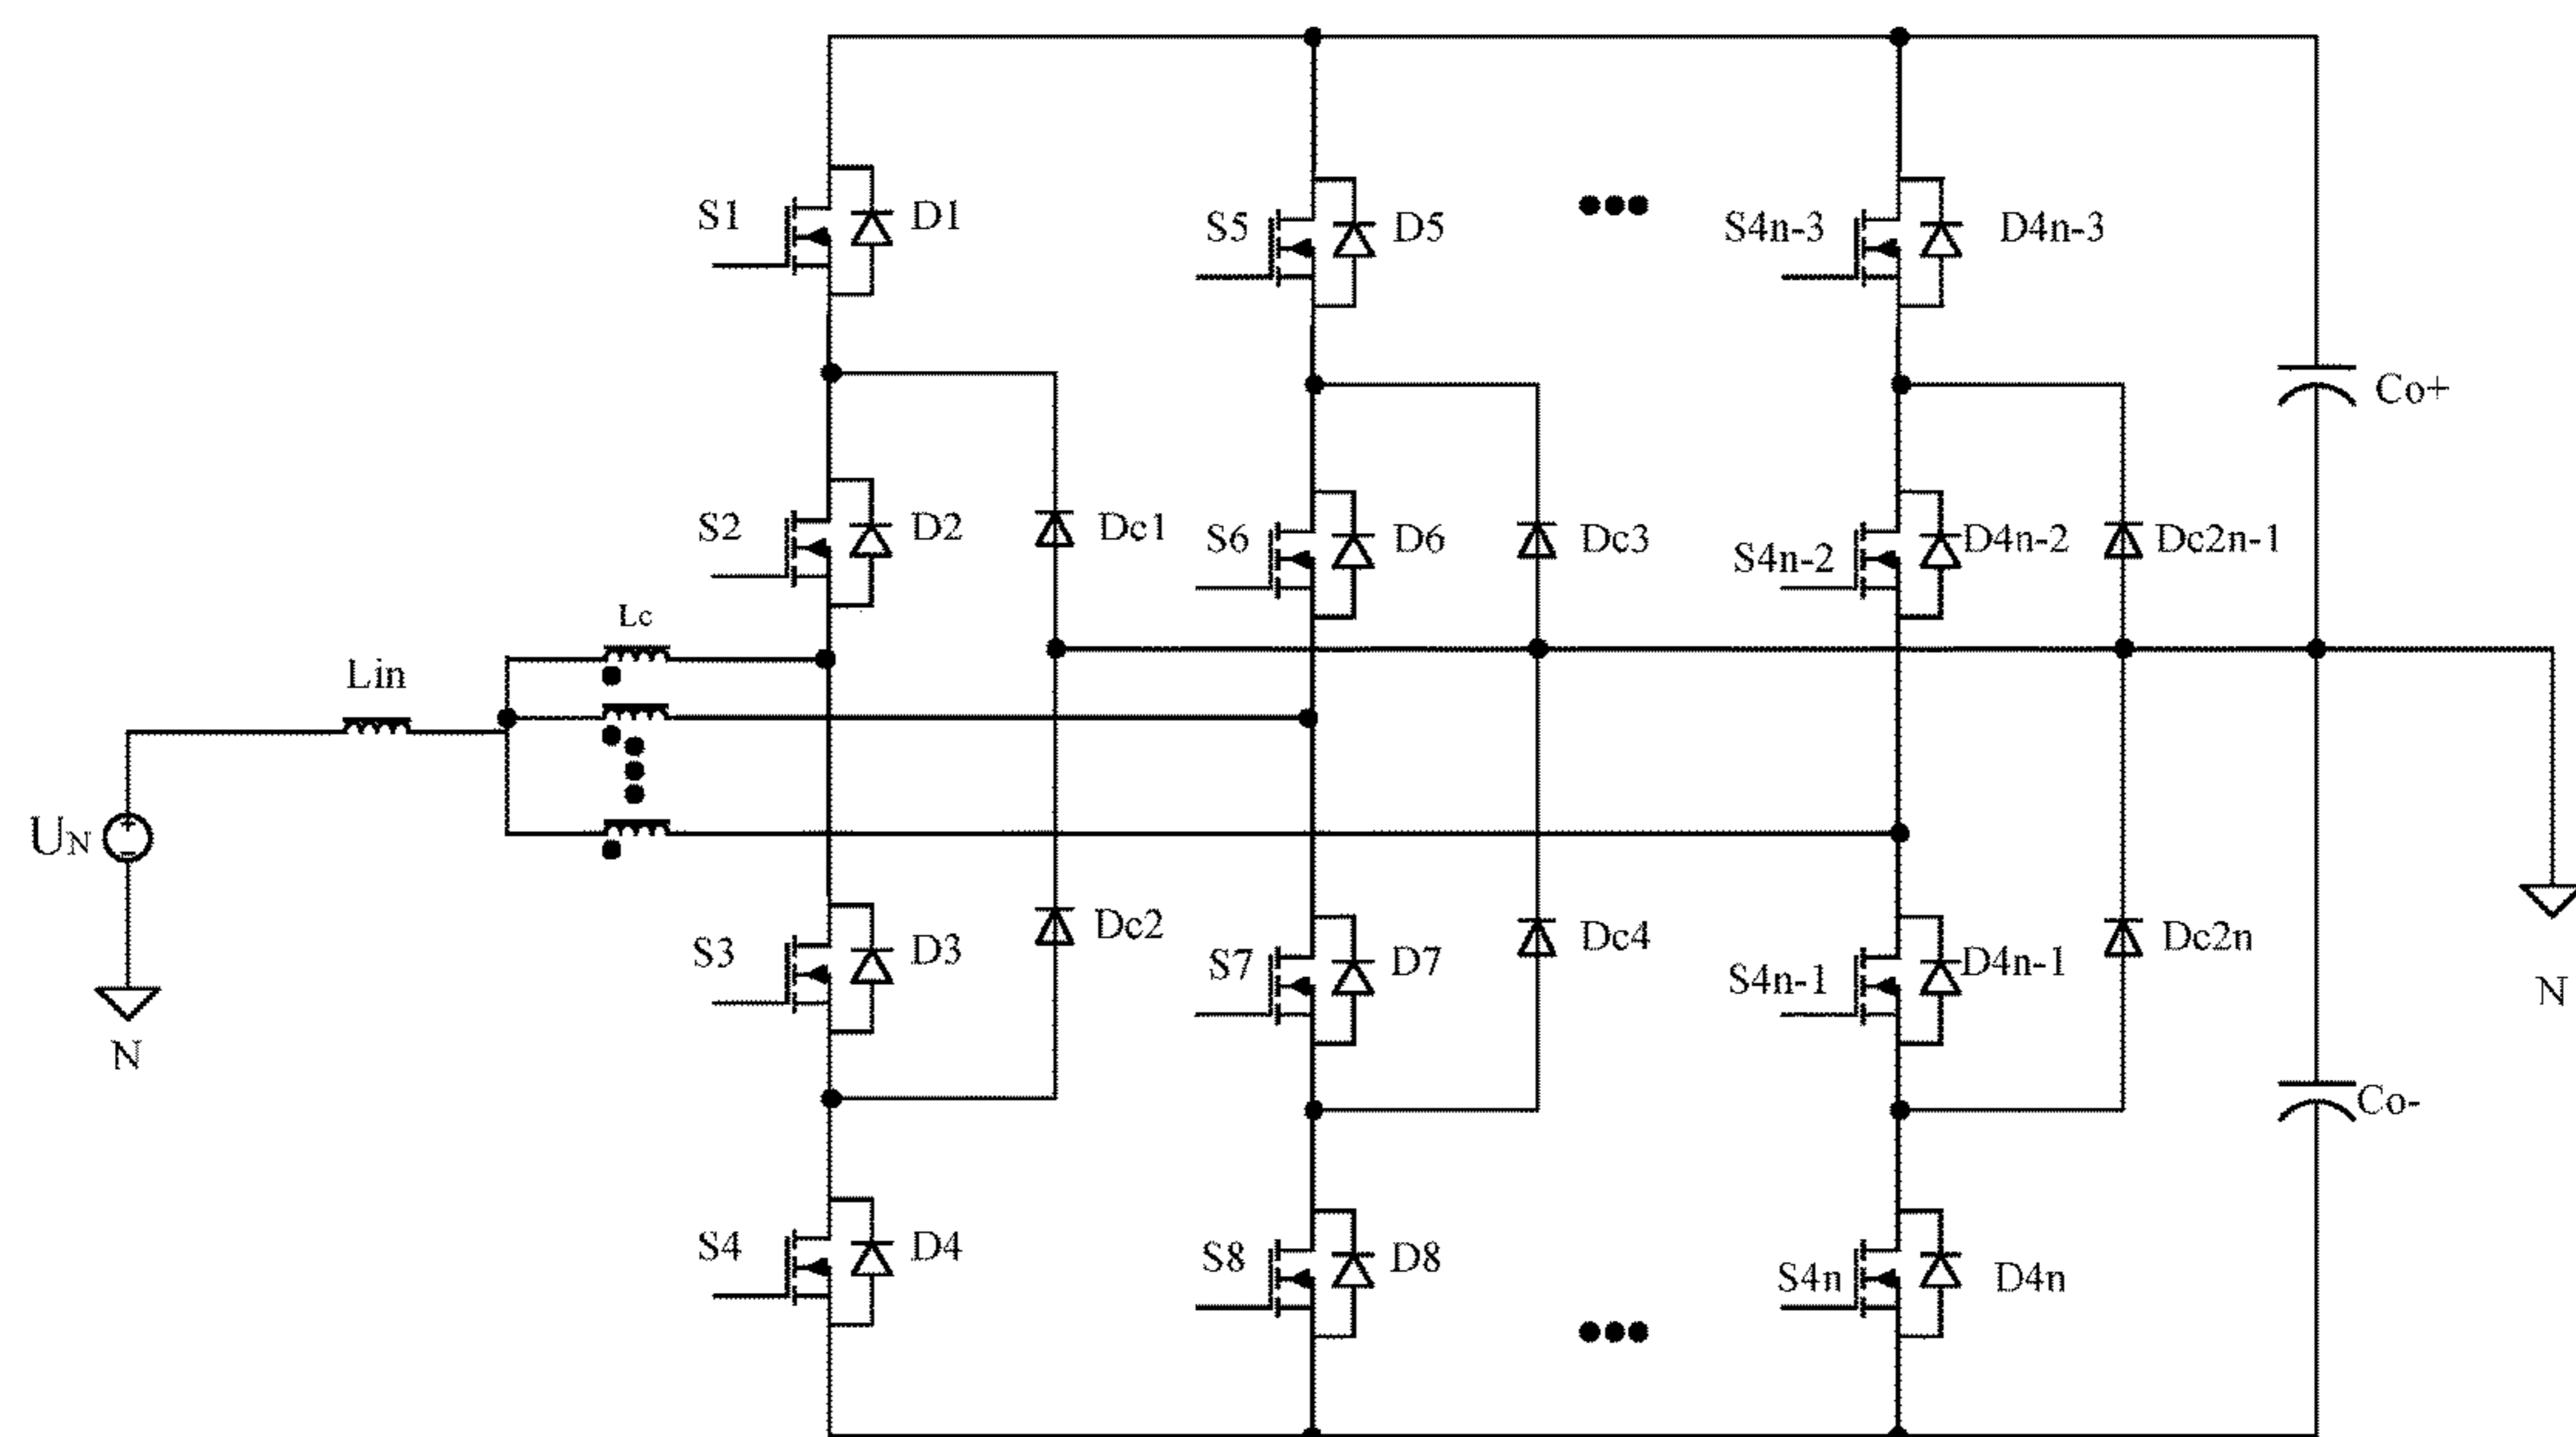 S1
D1
S5
D5
S4n-3
D4n-3
Co+
S2
D2
Dc1
S6
D6
Dc3
S4n-2
D4n-2
Dc2n-1
Lc
Lin
UN
N
S3
D3
Dc2
S7
D7
Dc4
S4n-1
D4n-1
Dc2n
N
Co-
S4
D4
S8
D8
S4n
D4n